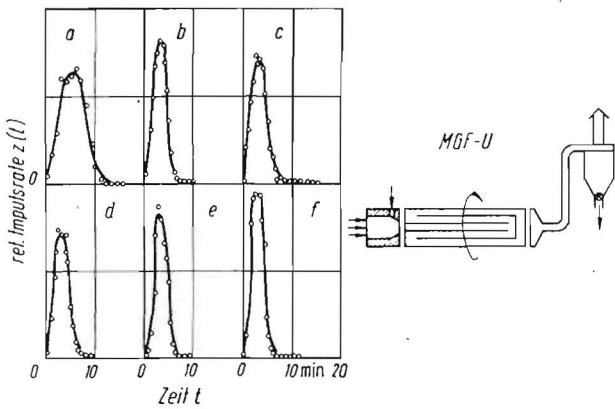 a b c
rel. Impulsrate z(t)
0
d e f
0 10 0 10 0 10 min 20
Zeit t
MGF-U